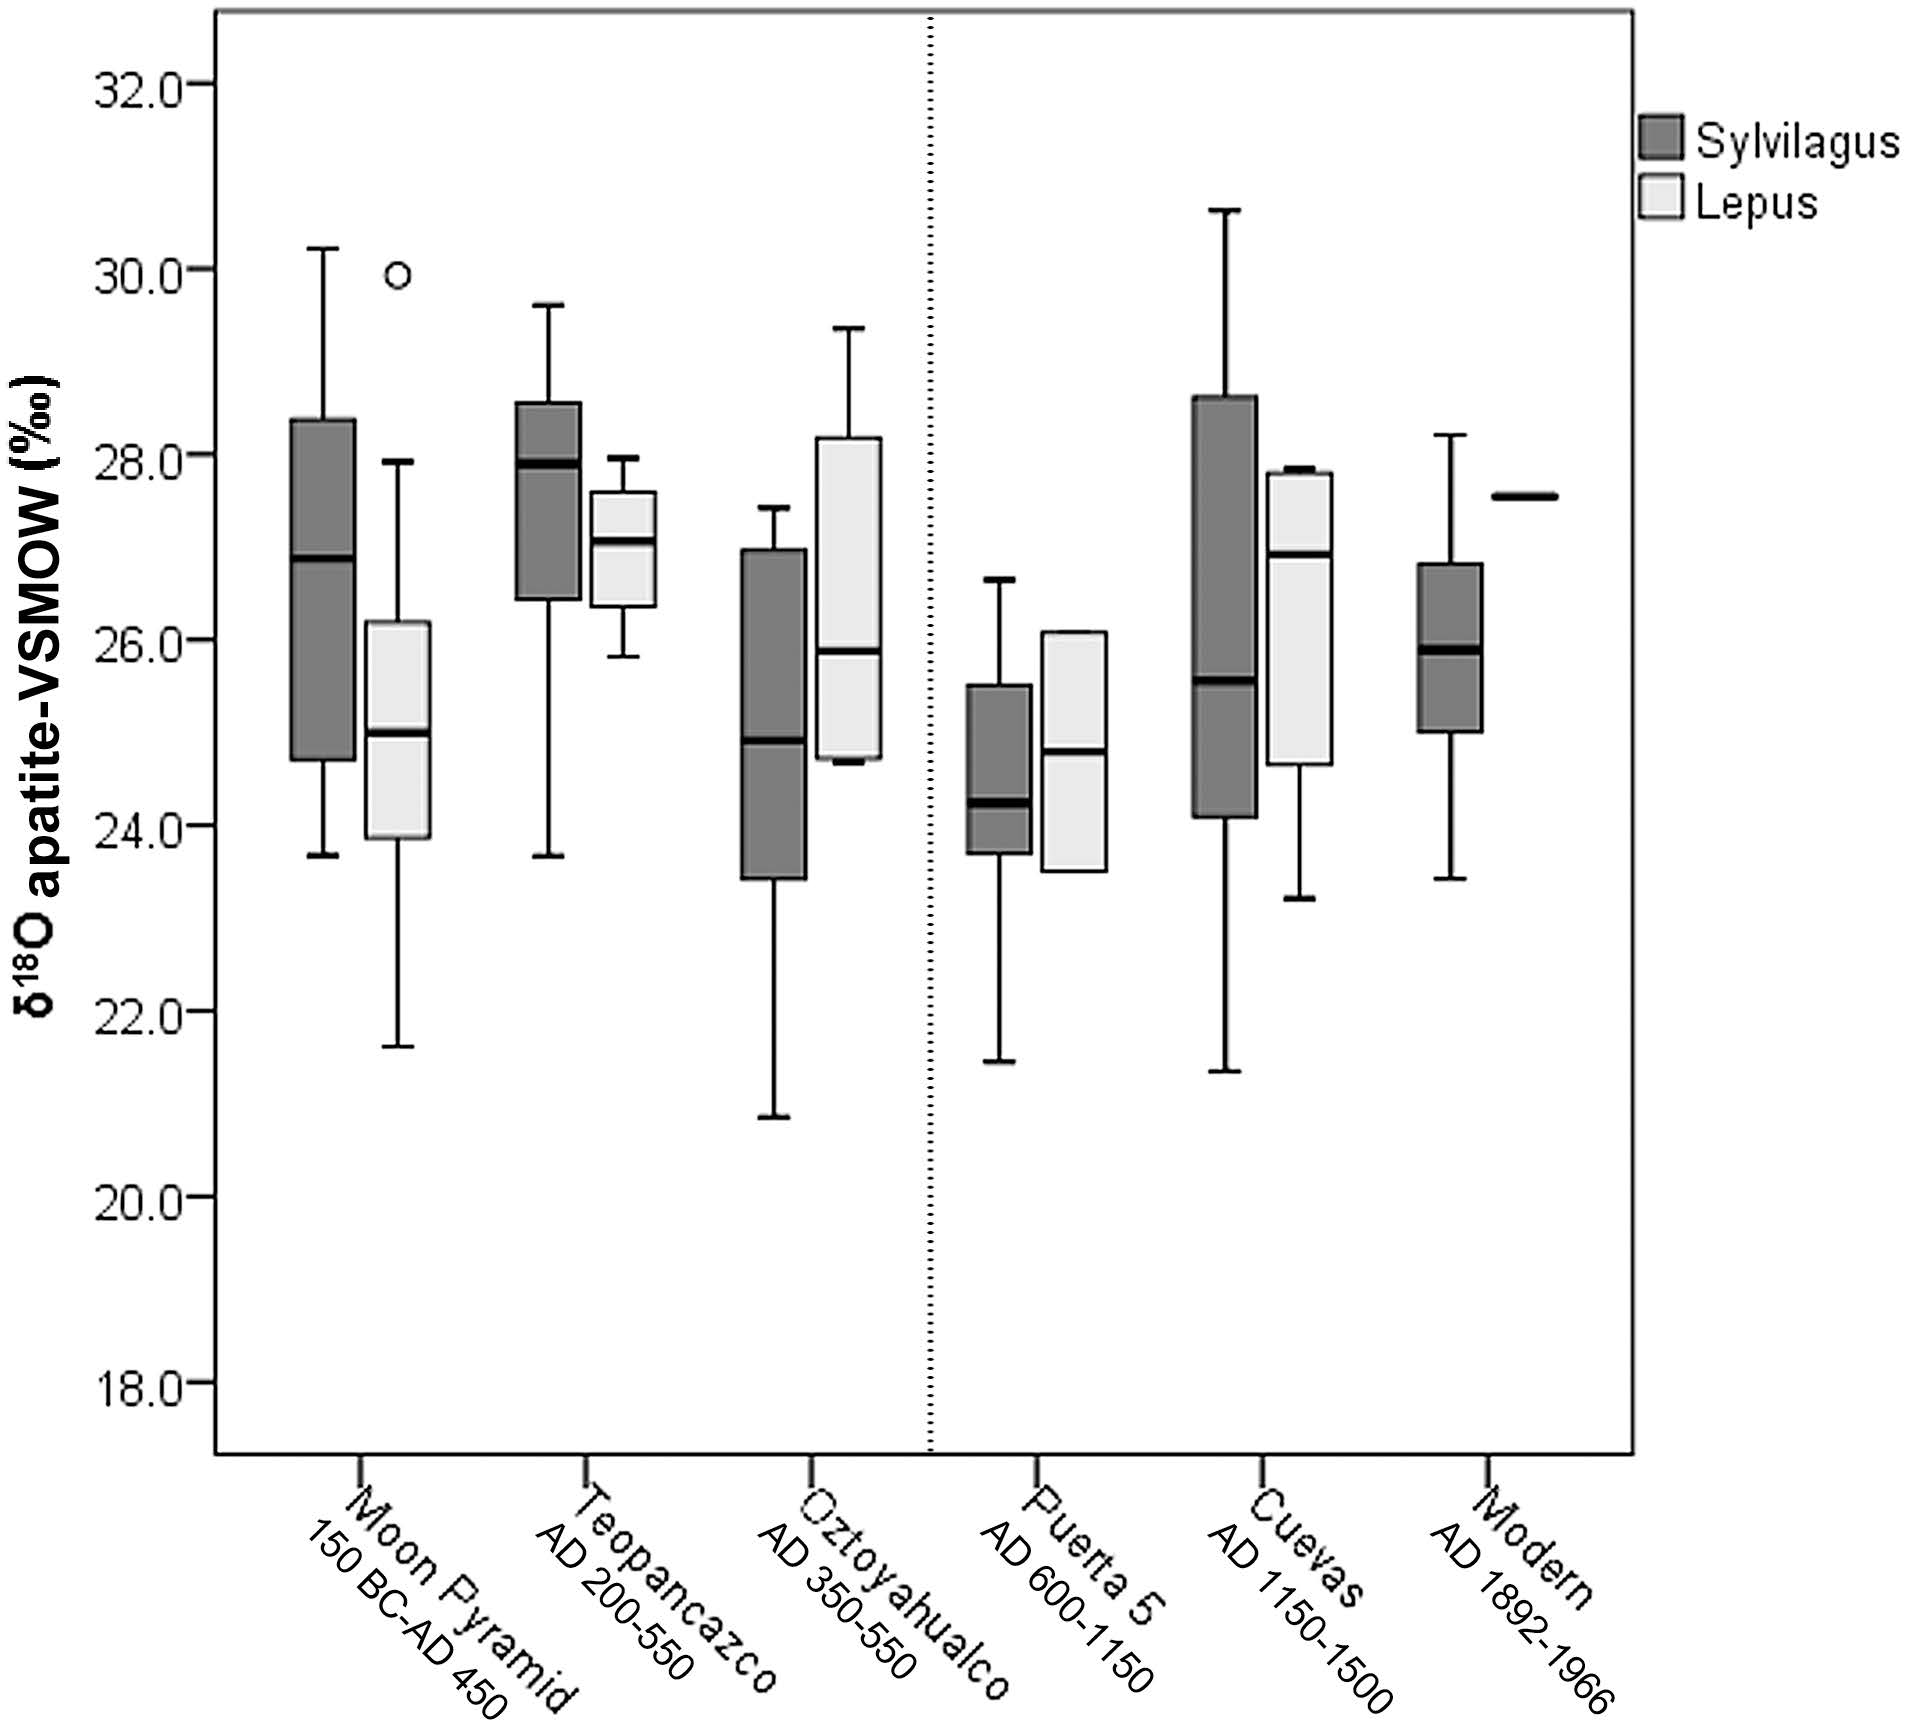 32.0
30.0
28.0
26.0
24.0
22.0
20.0
18.0
δ18O apatite-VSMOW (‰)
Sylvilagus
Lepus
Moon Pyramid
150 BC-AD 450
Teopancazco
AD 200-550
Oztoyahualco
AD 350-550
Puerta 5
AD 600-1150
Cuevas
AD 1150-1500
Modern
AD 1892-1966